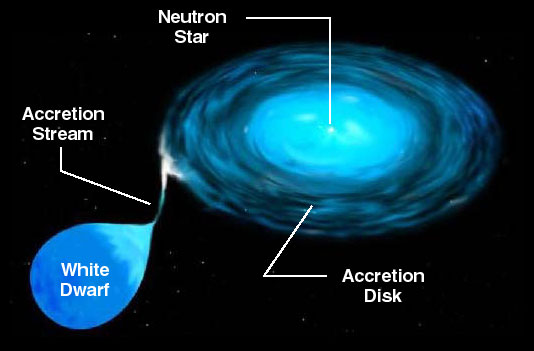 Neutron
Star
Accretion
Stream
White
Dwarf
Accretion
Disk